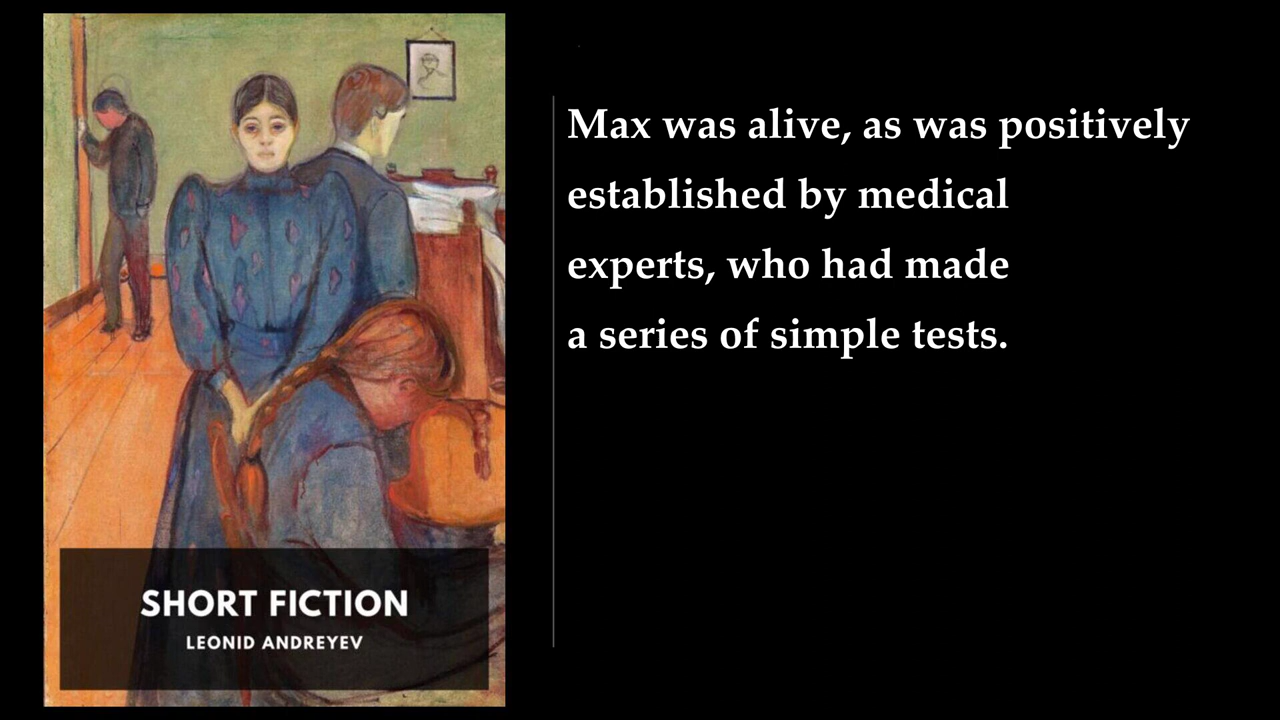 SHORT FICTION
LEONID ANDREYEV
Max was alive, as was positively
established by medical
experts, who had made
a series of simple tests.